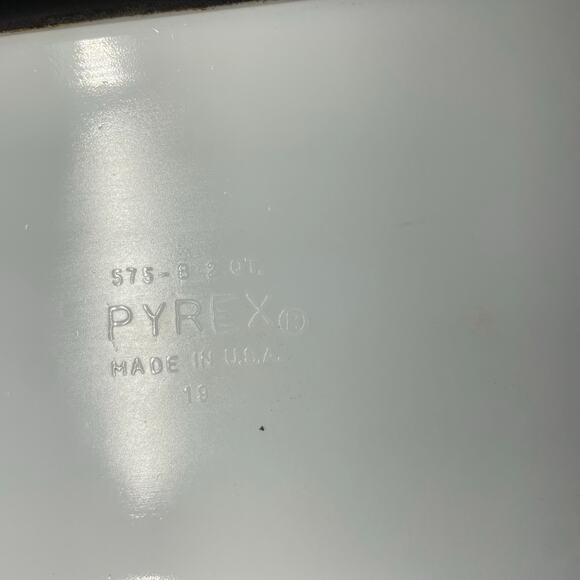 575-B 2 QT.
PYREX®
MADE IN U.S.A.
19